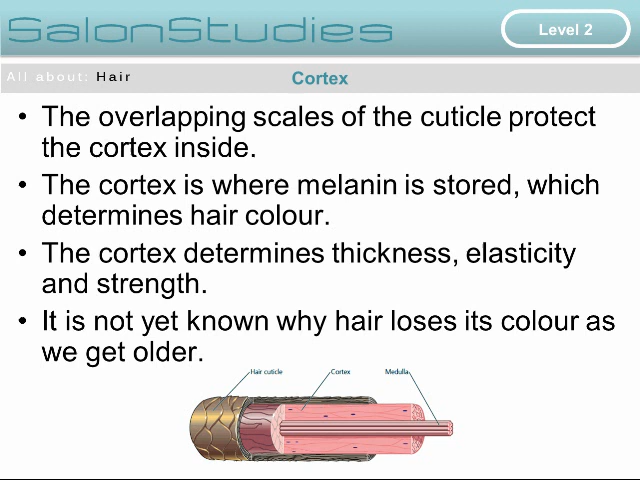 SalonStudies
Level 2
All about: Hair
Cortex
• The overlapping scales of the cuticle protect
the cortex inside.
• The cortex is where melanin is stored, which
determines hair colour.
• The cortex determines thickness, elasticity
and strength.
• It is not yet known why hair loses its colour as
we get older.
Hair cuticle
Cortex
Medulla